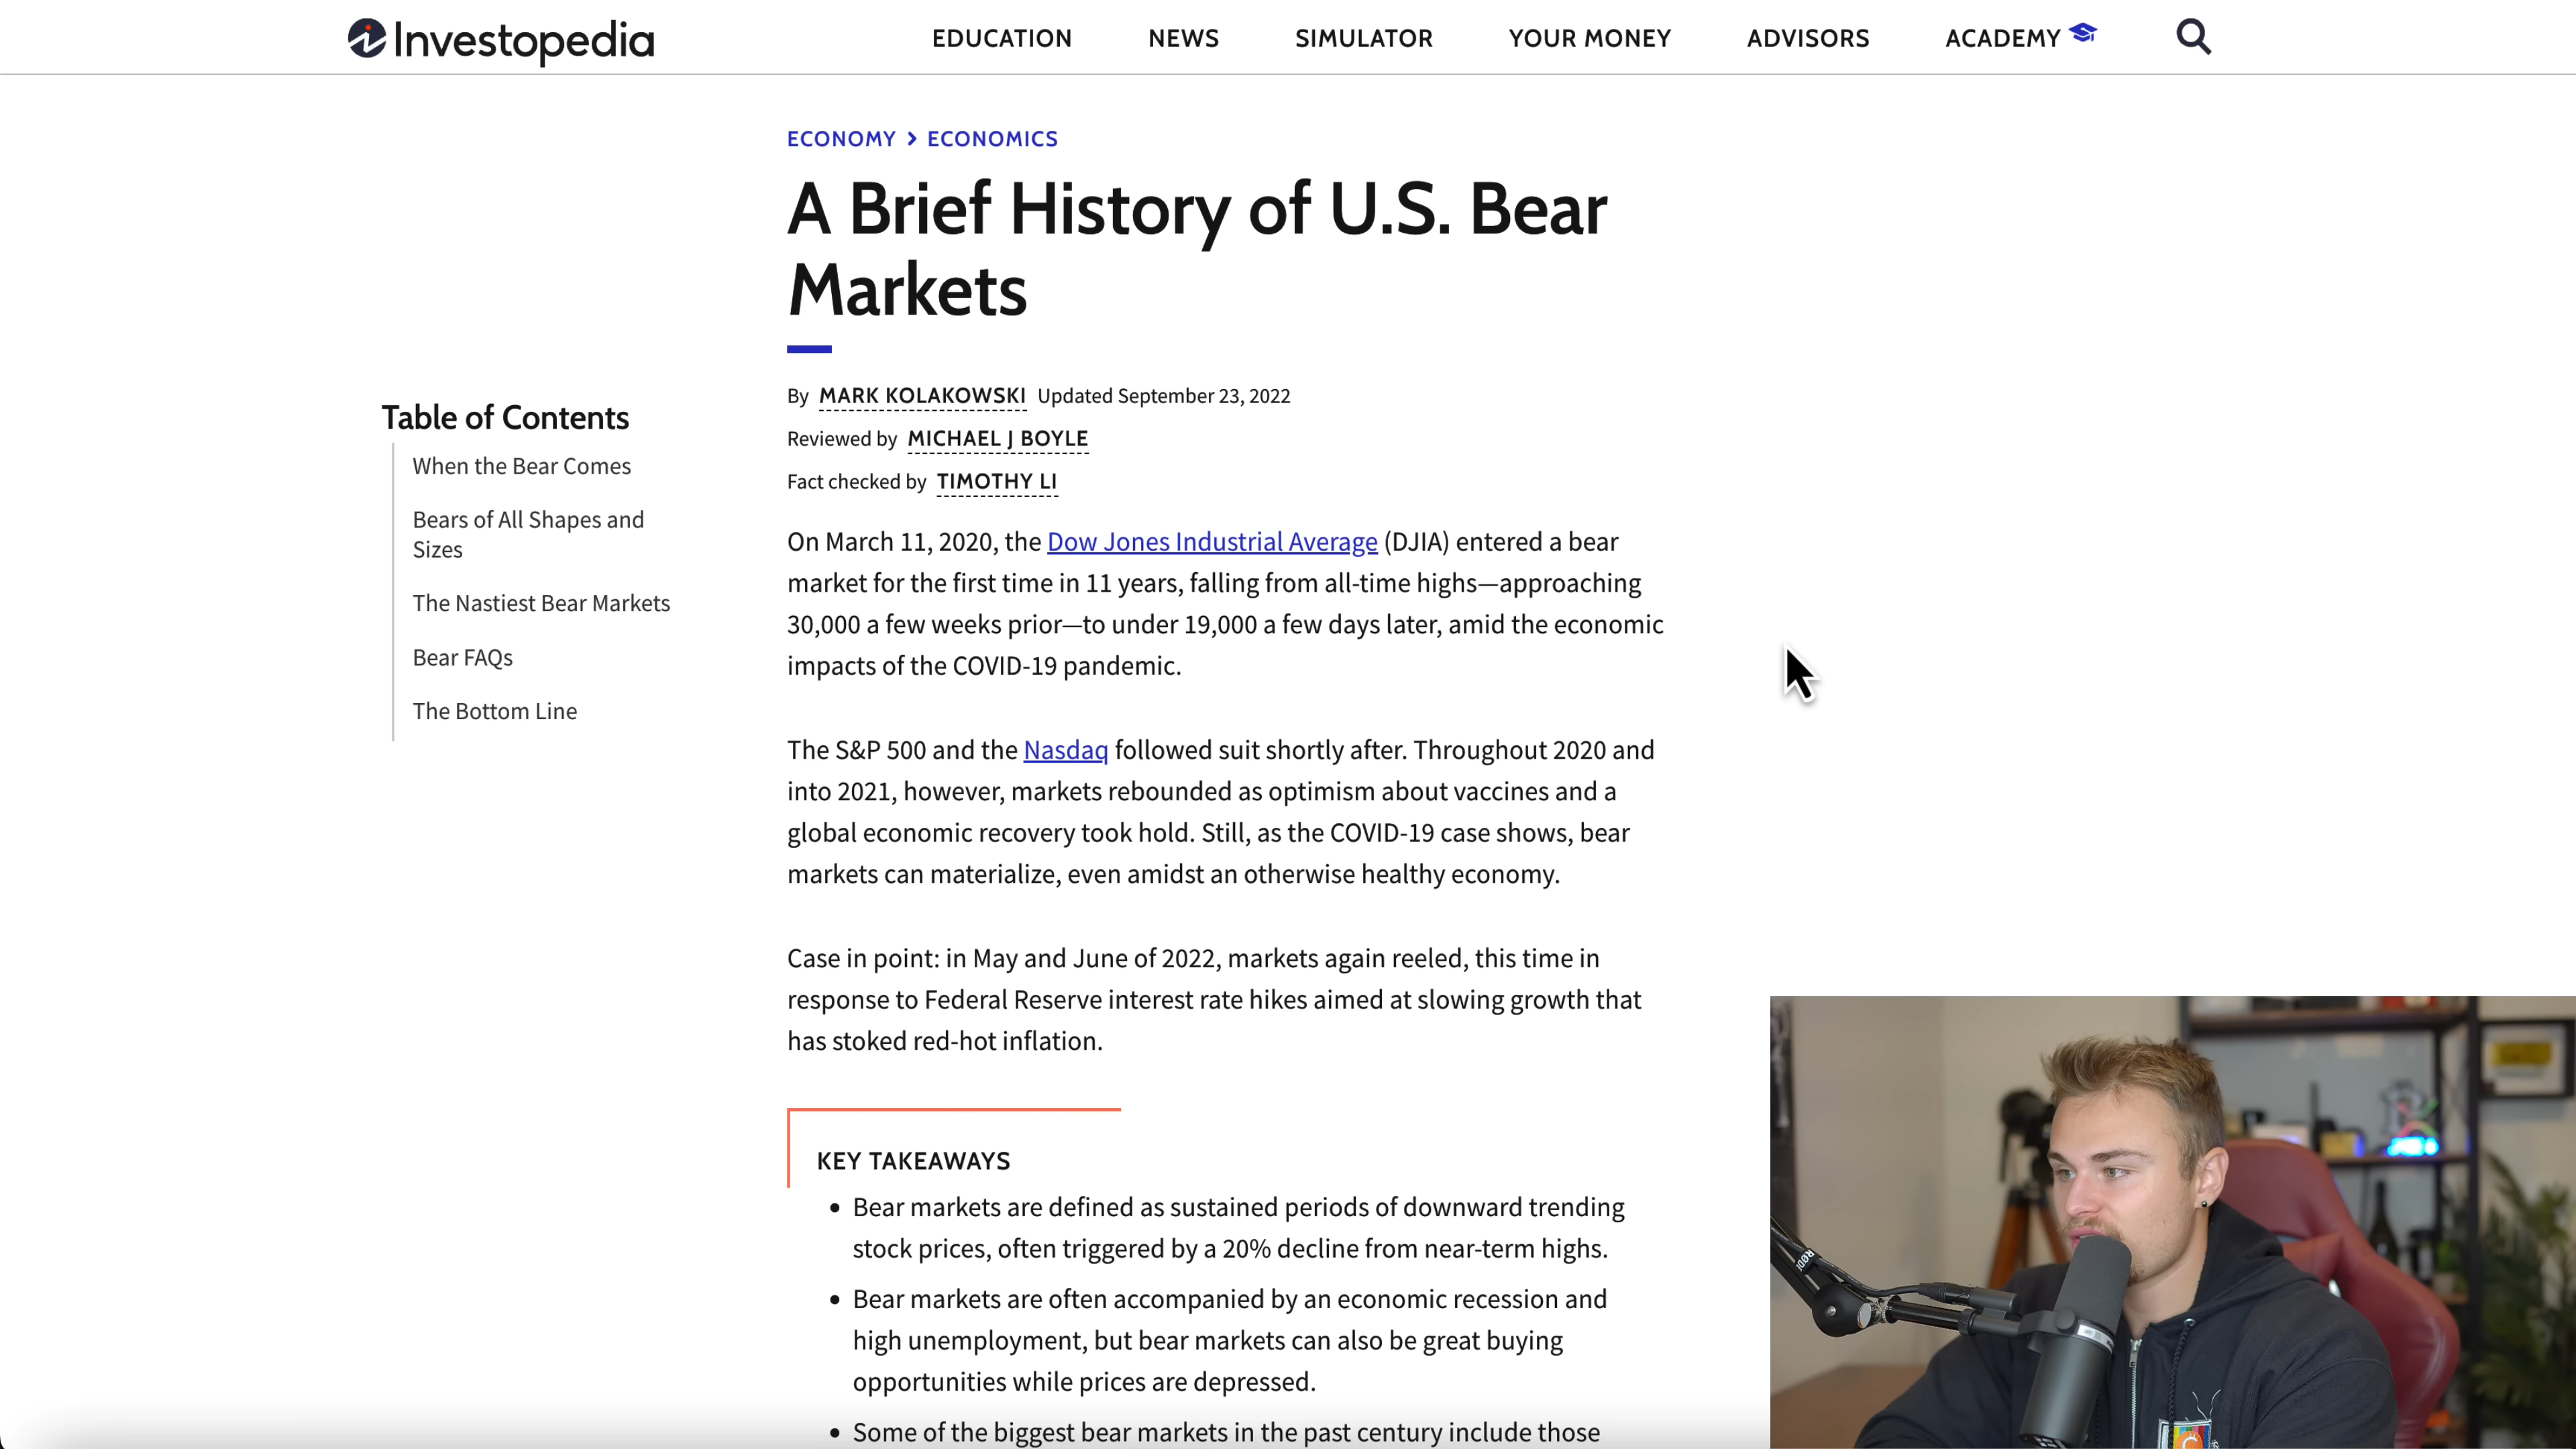 Investopedia
EDUCATION NEWS SIMULATOR YOUR MONEY ADVISORS ACADEMY
ECONOMY > ECONOMICS
A Brief History of U.S. Bear
Markets
By MARK KOLAKOWSKI Updated September 23, 2022
Reviewed by MICHAEL J BOYLE
Fact checked by TIMOTHY LI
Table of Contents
When the Bear Comes
Bears of All Shapes and
Sizes
The Nastiest Bear Markets
Bear FAQs
The Bottom Line
On March 11, 2020, the Dow Jones Industrial Average (DJIA) entered a bear
market for the first time in 11 years, falling from all-time highs—approaching
30,000 a few weeks prior—to under 19,000 a few days later, amid the economic
impacts of the COVID-19 pandemic.
The S&P 500 and the Nasdaq followed suit shortly after. Throughout 2020 and
into 2021, however, markets rebounded as optimism about vaccines and a
global economic recovery took hold. Still, as the COVID-19 case shows, bear
markets can materialize, even amidst an otherwise healthy economy.
Case in point: in May and June of 2022, markets again reeled, this time in
response to Federal Reserve interest rate hikes aimed at slowing growth that
has stoked red-hot inflation.
KEY TAKEAWAYS
• Bear markets are defined as sustained periods of downward trending
stock prices, often triggered by a 20% decline from near-term highs.
• Bear markets are often accompanied by an economic recession and
high unemployment, but bear markets can also be great buying
opportunities while prices are depressed.
• Some of the biggest bear markets in the past century include those
RØDE